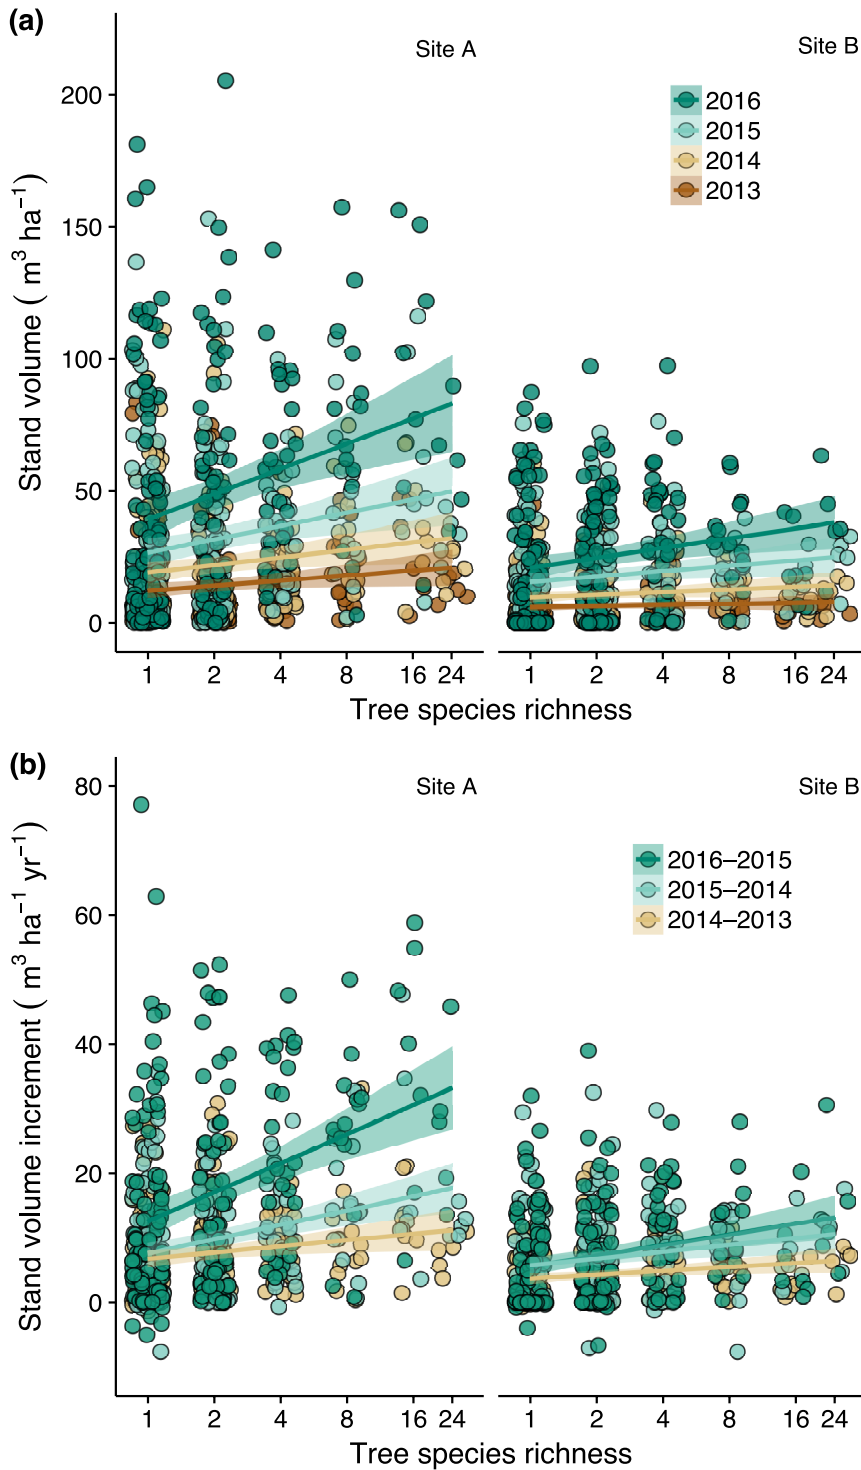 (a)
Site A
Site B
2016
2015
2014
2013
Stand volume ( m³ ha⁻¹)
200
150
100
50
0
1 2 4 8 16 24
1 2 4 8 16 24
Tree species richness
(b)
Site A
Site B
2016–2015
2015–2014
2014–2013
Stand volume increment ( m³ ha⁻¹ yr⁻¹)
80
60
40
20
0
1 2 4 8 16 24
1 2 4 8 16 24
Tree species richness